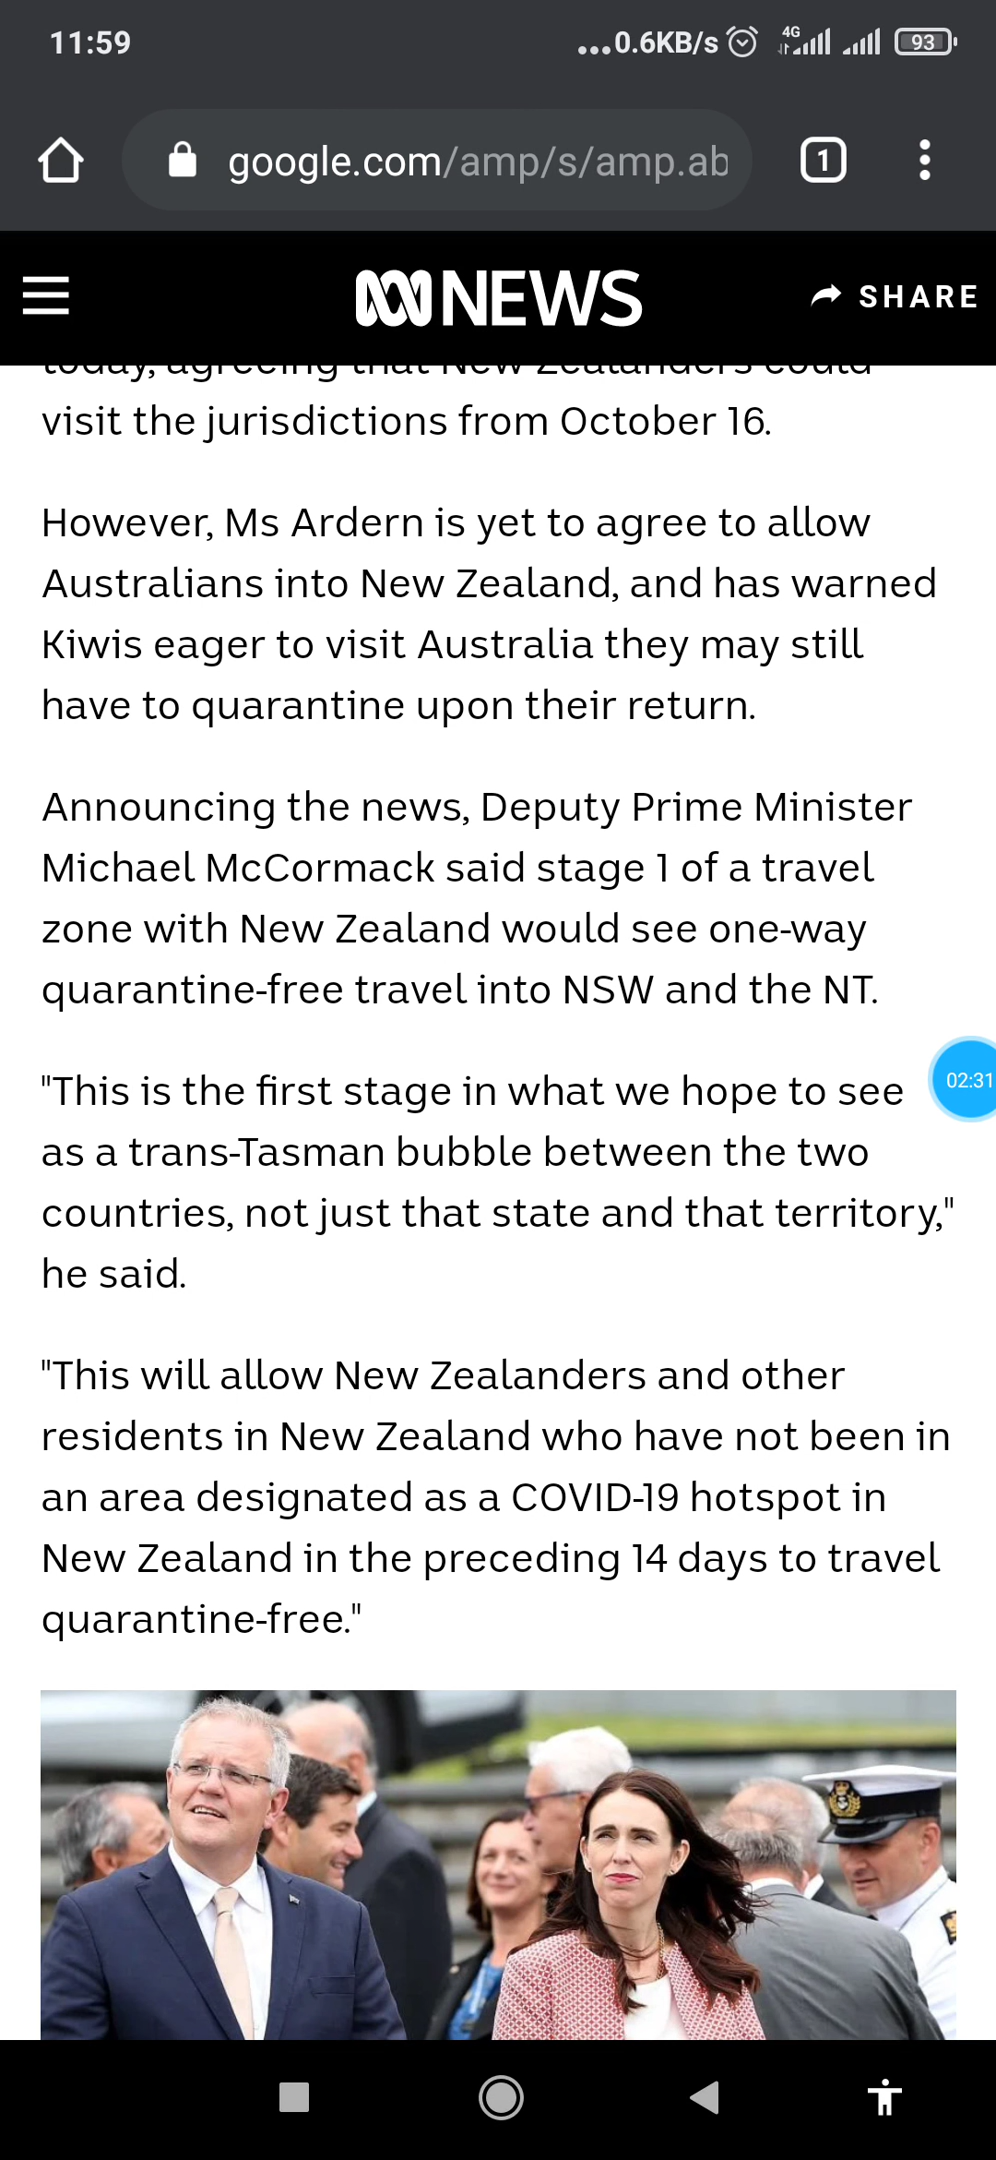 11:59
...0.6KB/s
4G
93
google.com/amp/s/amp.ab
1
NEWS
SHARE
today, agreeing that New Zealanders could
visit the jurisdictions from October 16.
However, Ms Ardern is yet to agree to allow
Australians into New Zealand, and has warned
Kiwis eager to visit Australia they may still
have to quarantine upon their return.
Announcing the news, Deputy Prime Minister
Michael McCormack said stage 1 of a travel
zone with New Zealand would see one-way
quarantine-free travel into NSW and the NT.
"This is the first stage in what we hope to see
02:31
as a trans-Tasman bubble between the two
countries, not just that state and that territory,"
he said.
"This will allow New Zealanders and other
residents in New Zealand who have not been in
an area designated as a COVID-19 hotspot in
New Zealand in the preceding 14 days to travel
quarantine-free."